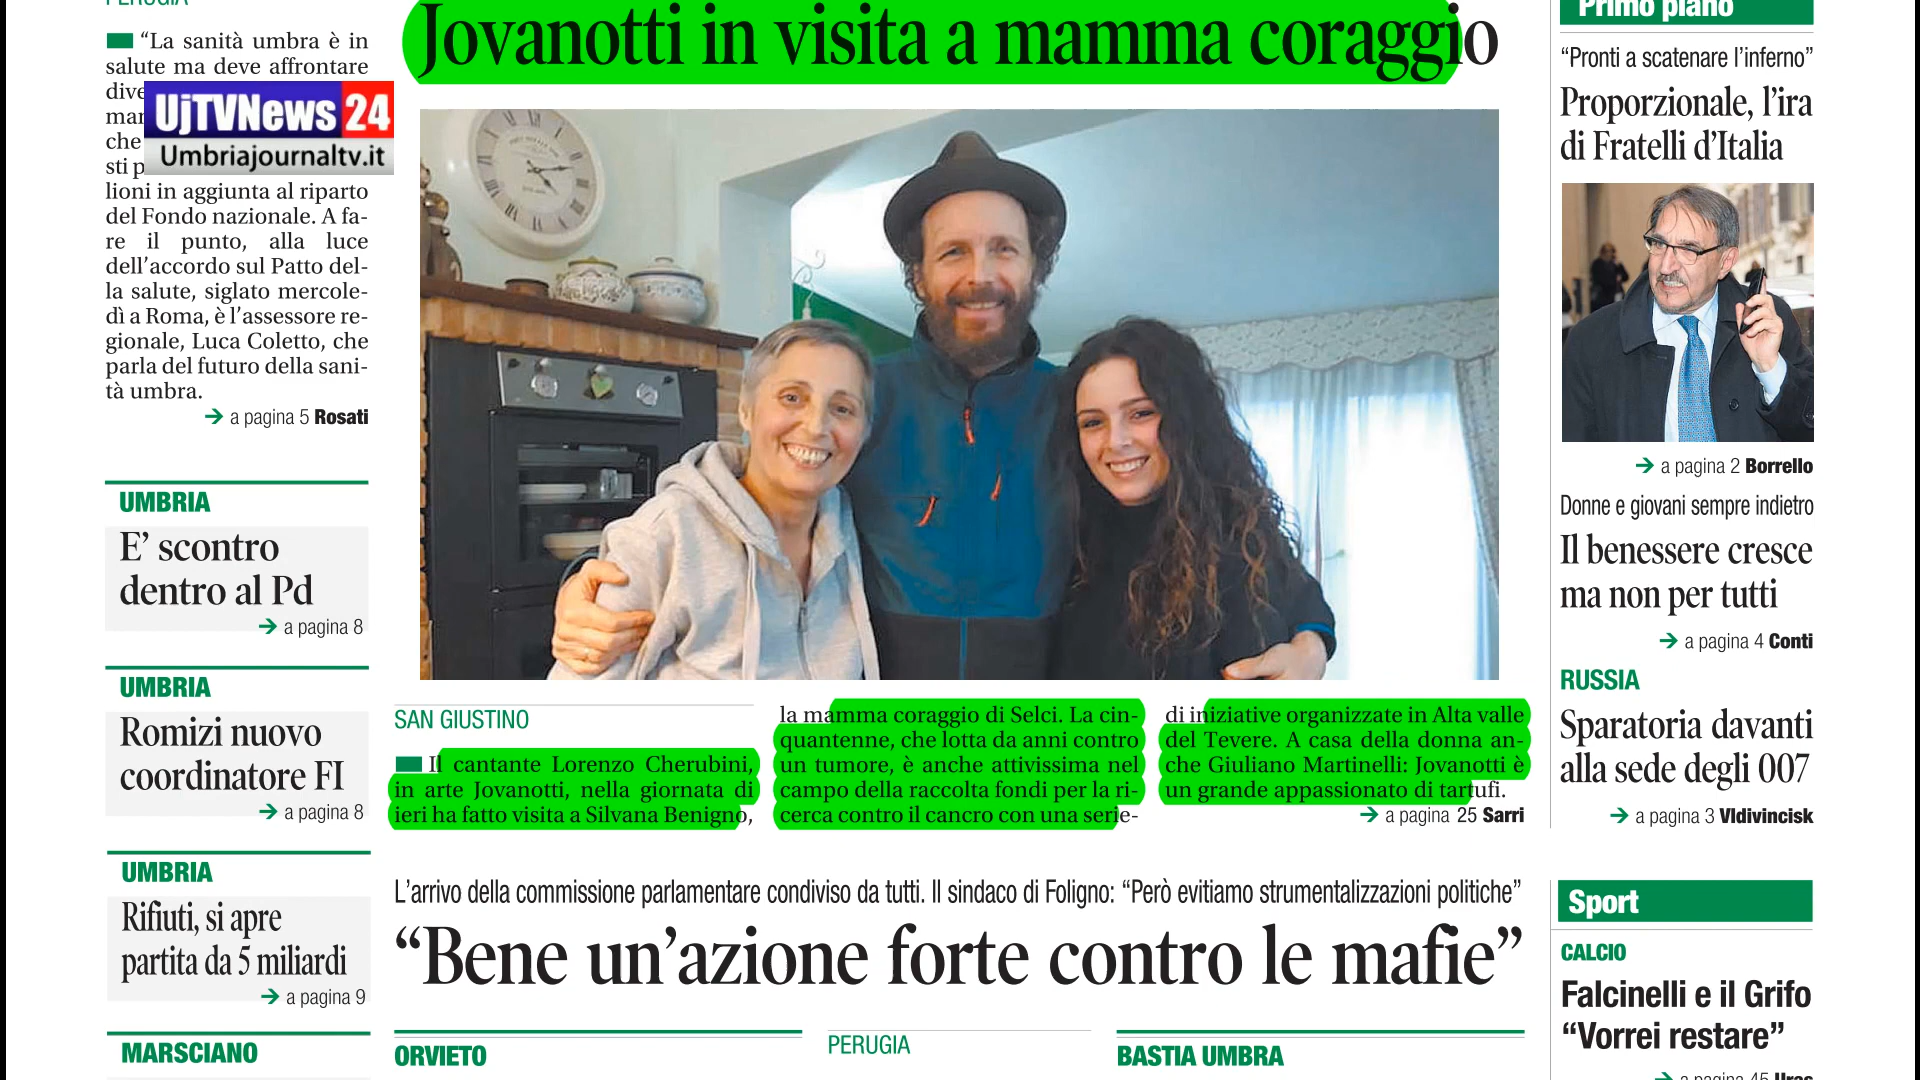 PERUGIA
“La sanità umbra è in
salute ma deve affrontare
dive
man
che
sti p
lioni in aggiunta al riparto
del Fondo nazionale. A fa-
re il punto, alla luce
dell’accordo sul Patto del-
la salute, siglato mercole-
dì a Roma, è l’assessore re-
gionale, Luca Coletto, che
parla del futuro della sani-
tà umbra.
→ a pagina 5 Rosati
UjTVNews 24
Umbriajournaltv.it
UMBRIA
E’ scontro
dentro al Pd
→ a pagina 8
UMBRIA
Romizi nuovo
coordinatore FI
→ a pagina 8
UMBRIA
Rifiuti, si apre
partita da 5 miliardi
→ a pagina 9
MARSCIANO
Jovanotti in visita a mamma coraggio
SAN GIUSTINO
Il cantante Lorenzo Cherubini,
in arte Jovanotti, nella giornata di
ieri ha fatto visita a Silvana Benigno,
la mamma coraggio di Selci. La cin-
quantenne, che lotta da anni contro
un tumore, è anche attivissima nel
campo della raccolta fondi per la ri-
cerca contro il cancro con una serie-
di iniziative organizzate in Alta valle
del Tevere. A casa della donna an-
che Giuliano Martinelli: Jovanotti è
un grande appassionato di tartufi.
→ a pagina 25 Sarri
L’arrivo della commissione parlamentare condiviso da tutti. Il sindaco di Foligno: “Però evitiamo strumentalizzazioni politiche”
“Bene un’azione forte contro le mafie”
ORVIETO
PERUGIA
BASTIA UMBRA
Primo piano
“Pronti a scatenare l’inferno”
Proporzionale, l’ira
di Fratelli d’Italia
→ a pagina 2 Borrello
Donne e giovani sempre indietro
Il benessere cresce
ma non per tutti
→ a pagina 4 Conti
RUSSIA
Sparatoria davanti
alla sede degli 007
→ a pagina 3 Vldivincisk
Sport
CALCIO
Falcinelli e il Grifo
“Vorrei restare”
→ a pagina 45 Uras